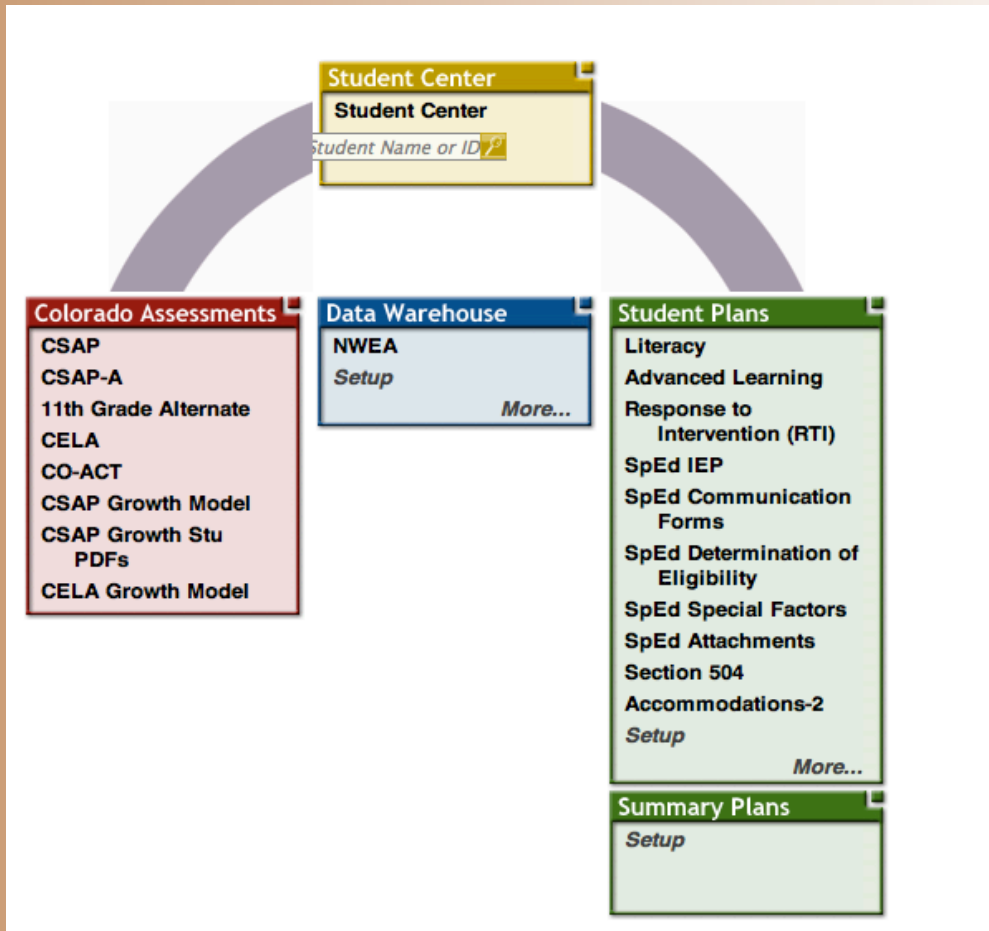 Student Center
Student Center
Student Name or ID
Colorado Assessments
CSAP
CSAP-A
11th Grade Alternate
CELA
CO-ACT
CSAP Growth Model
CSAP Growth Stu
PDFs
CELA Growth Model
Data Warehouse
NWEA
Setup
More...
Student Plans
Literacy
Advanced Learning
Response to
Intervention (RTI)
SpEd IEP
SpEd Communication
Forms
SpEd Determination of
Eligibility
SpEd Special Factors
SpEd Attachments
Section 504
Accommodations-2
Setup
More...
Summary Plans
Setup